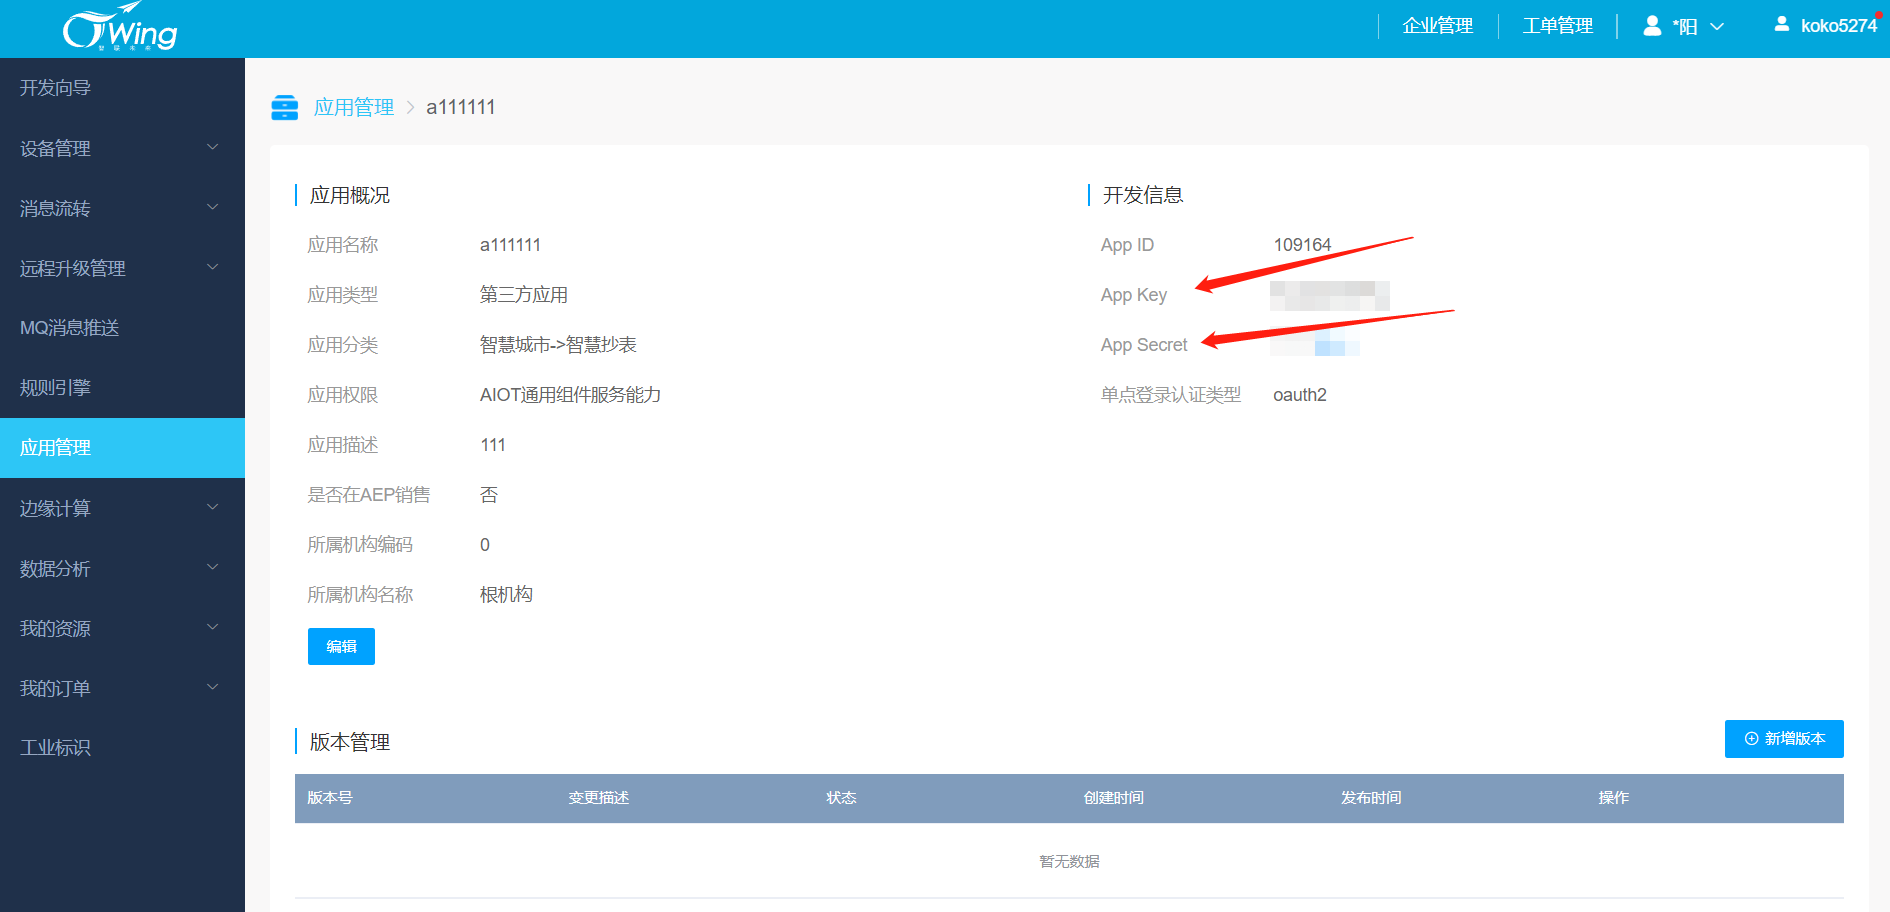 Wing
智联未来
企业管理
工单管理
*阳
koko5274
开发向导
设备管理
消息流转
远程升级管理
MQ消息推送
规则引擎
应用管理
边缘计算
数据分析
我的资源
我的订单
工业标识
应用管理 > a111111
应用概况
应用名称 a111111
应用类型 第三方应用
应用分类 智慧城市->智慧抄表
应用权限 AIOT通用组件服务能力
应用描述 111
是否在AEP销售 否
所属机构编码 0
所属机构名称 根机构
编辑
开发信息
App ID 109164
App Key
App Secret
单点登录认证类型 oauth2
版本管理
新增版本
版本号 变更描述 状态 创建时间 发布时间 操作
暂无数据